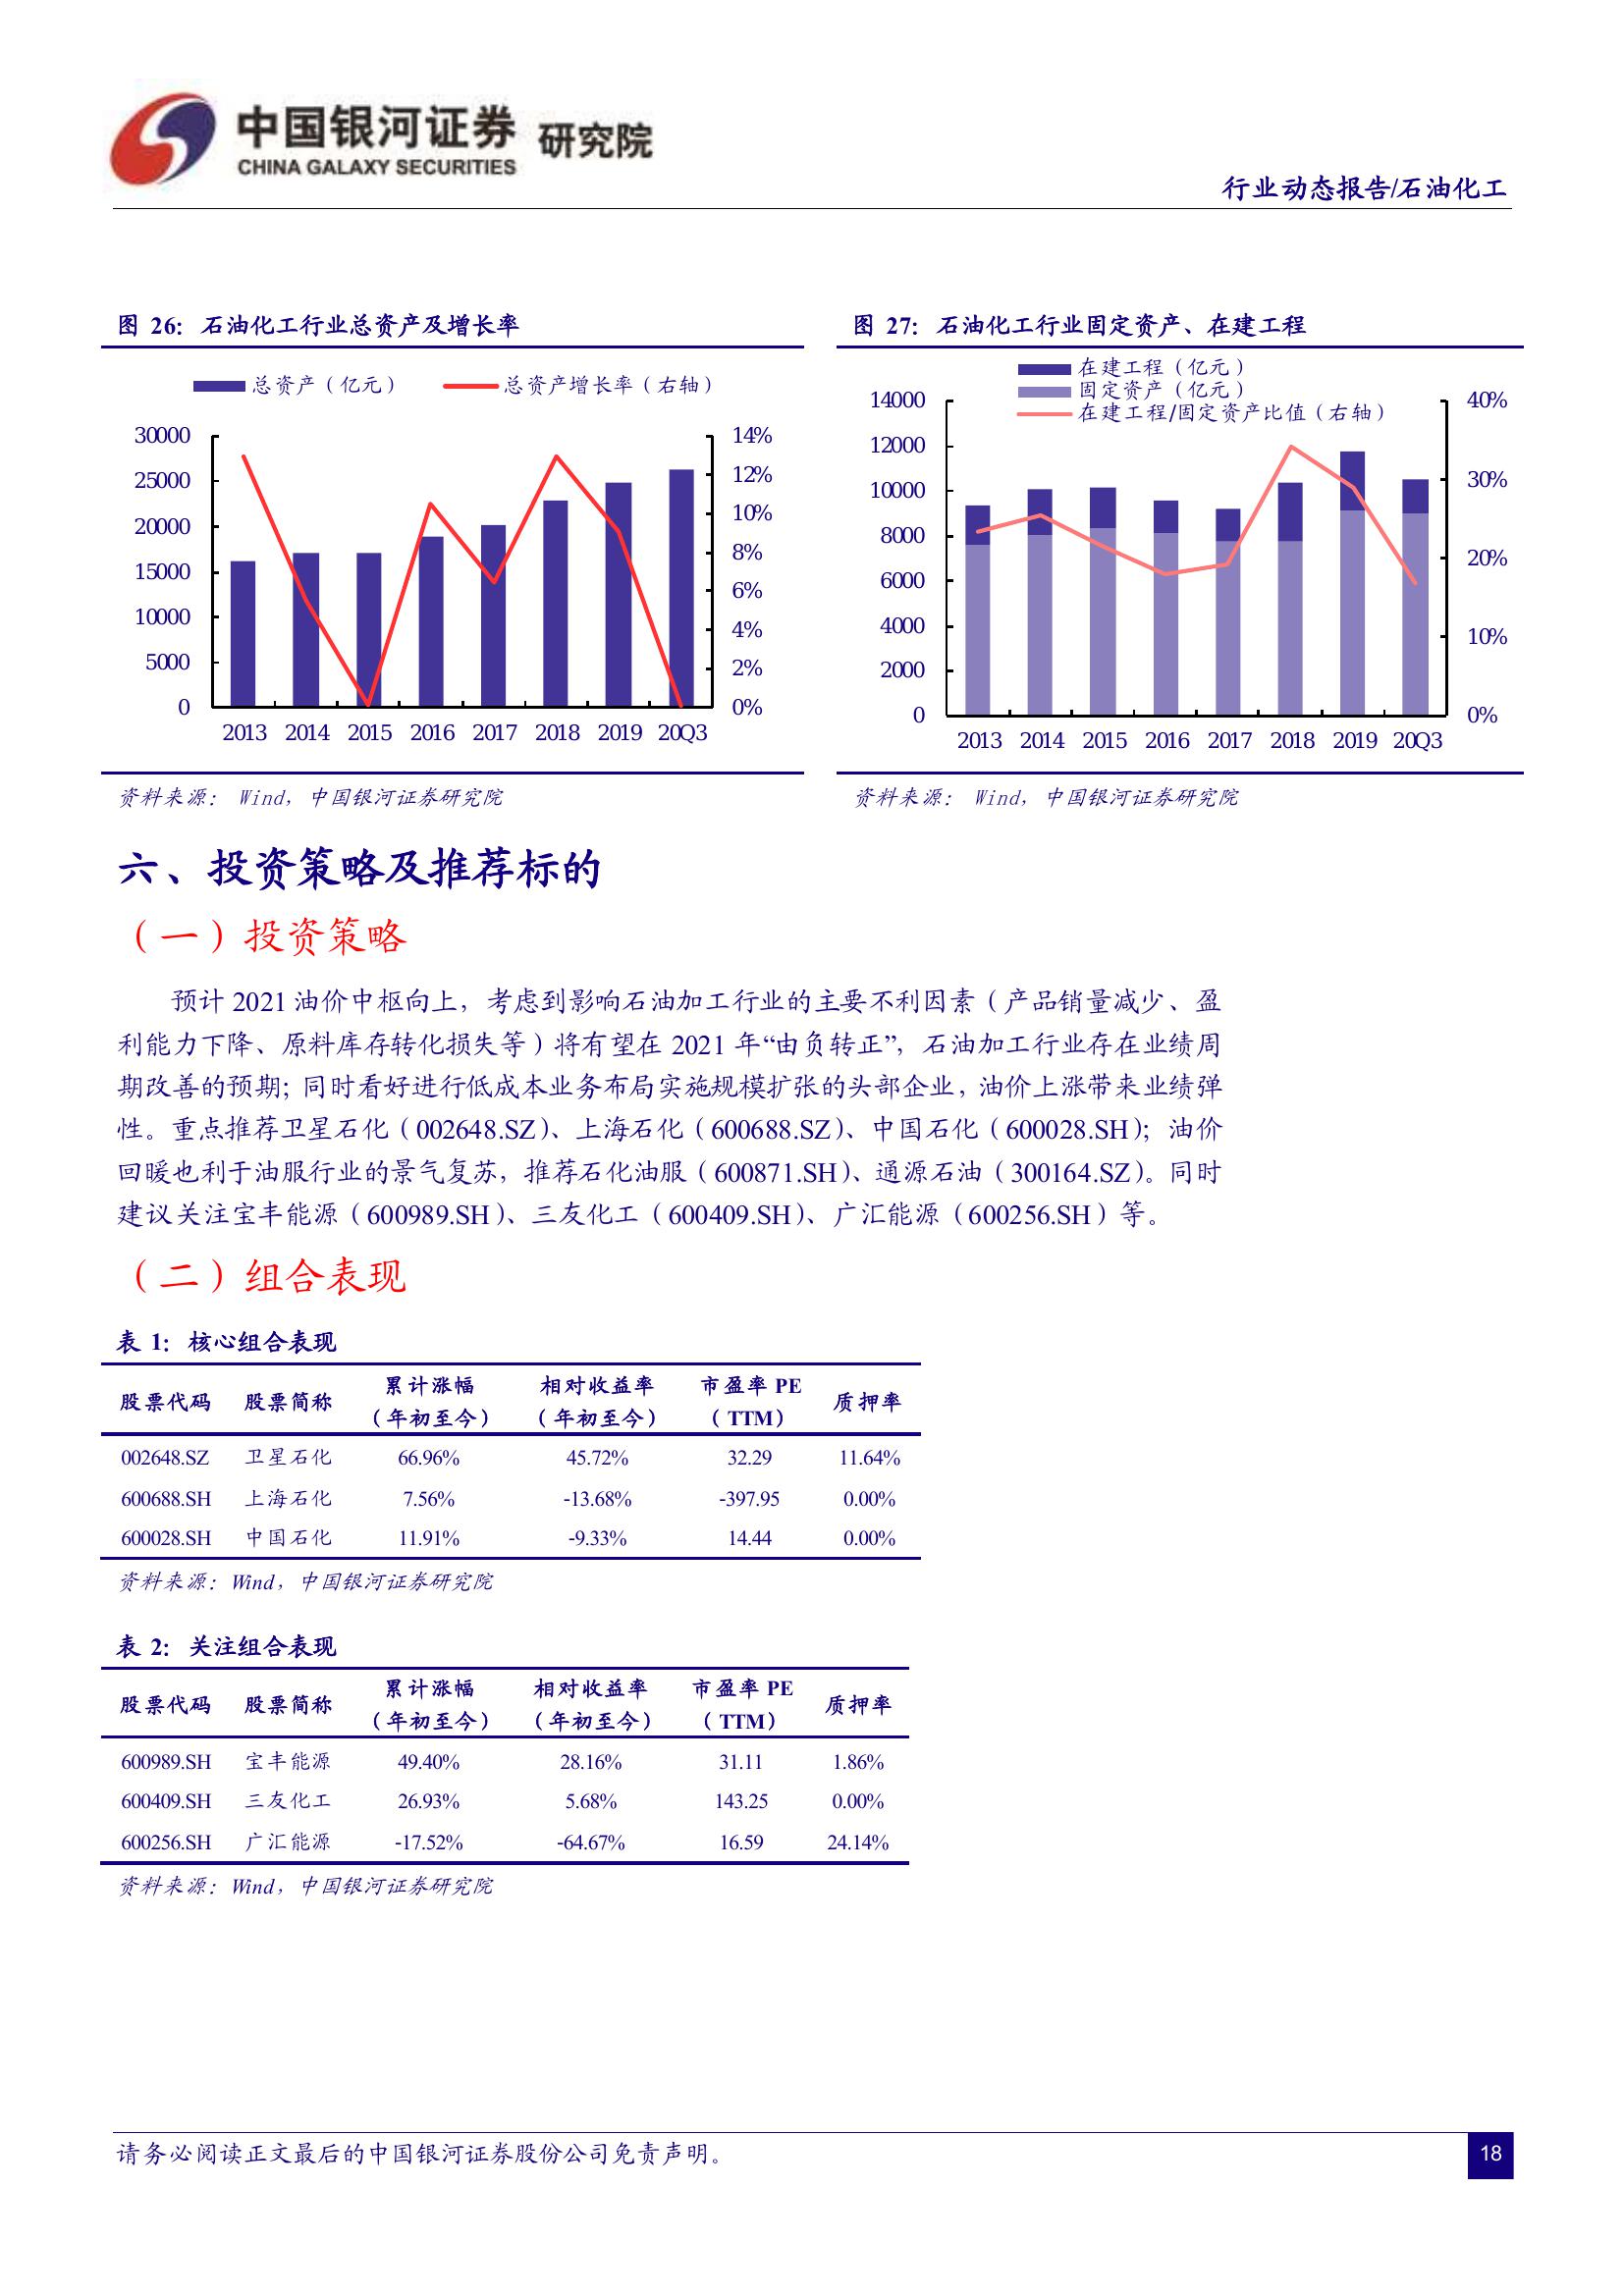 中国银河证券 研究院
CHINA GALAXY SECURITIES
行业动态报告/石油化工
图 26：石油化工行业总资产及增长率
总资产（亿元） 总资产增长率（右轴）
30000
25000
20000
15000
10000
5000
0
14%
12%
10%
8%
6%
4%
2%
0%
2013 2014 2015 2016 2017 2018 2019 20Q3
资料来源： Wind，中国银河证券研究院
图 27：石油化工行业固定资产、在建工程
在建工程（亿元）
固定资产（亿元）
在建工程/固定资产比值（右轴）
14000
12000
10000
8000
6000
4000
2000
0
40%
30%
20%
10%
0%
2013 2014 2015 2016 2017 2018 2019 20Q3
资料来源： Wind，中国银河证券研究院
六、投资策略及推荐标的
（一）投资策略
预计 2021 油价中枢向上，考虑到影响石油加工行业的主要不利因素（产品销量减少、盈
利能力下降、原料库存转化损失等）将有望在 2021 年“由负转正”，石油加工行业存在业绩周
期改善的预期；同时看好进行低成本业务布局实施规模扩张的头部企业，油价上涨带来业绩弹
性。重点推荐卫星石化（002648.SZ）、上海石化（600688.SZ）、中国石化（600028.SH）；油价
回暖也利于油服行业的景气复苏，推荐石化油服（600871.SH）、通源石油（300164.SZ）。同时
建议关注宝丰能源（600989.SH）、三友化工（600409.SH）、广汇能源（600256.SH）等。
（二）组合表现
表 1：核心组合表现
股票代码 股票简称 累计涨幅（年初至今） 相对收益率（年初至今） 市盈率 PE（TTM） 质押率
002648.SZ 卫星石化 66.96% 45.72% 32.29 11.64%
600688.SH 上海石化 7.56% -13.68% -397.95 0.00%
600028.SH 中国石化 11.91% -9.33% 14.44 0.00%
资料来源：Wind，中国银河证券研究院
表 2：关注组合表现
股票代码 股票简称 累计涨幅（年初至今） 相对收益率（年初至今） 市盈率 PE（TTM） 质押率
600989.SH 宝丰能源 49.40% 28.16% 31.11 1.86%
600409.SH 三友化工 26.93% 5.68% 143.25 0.00%
600256.SH 广汇能源 -17.52% -64.67% 16.59 24.14%
资料来源：Wind，中国银河证券研究院
请务必阅读正文最后的中国银河证券股份公司免责声明。
18